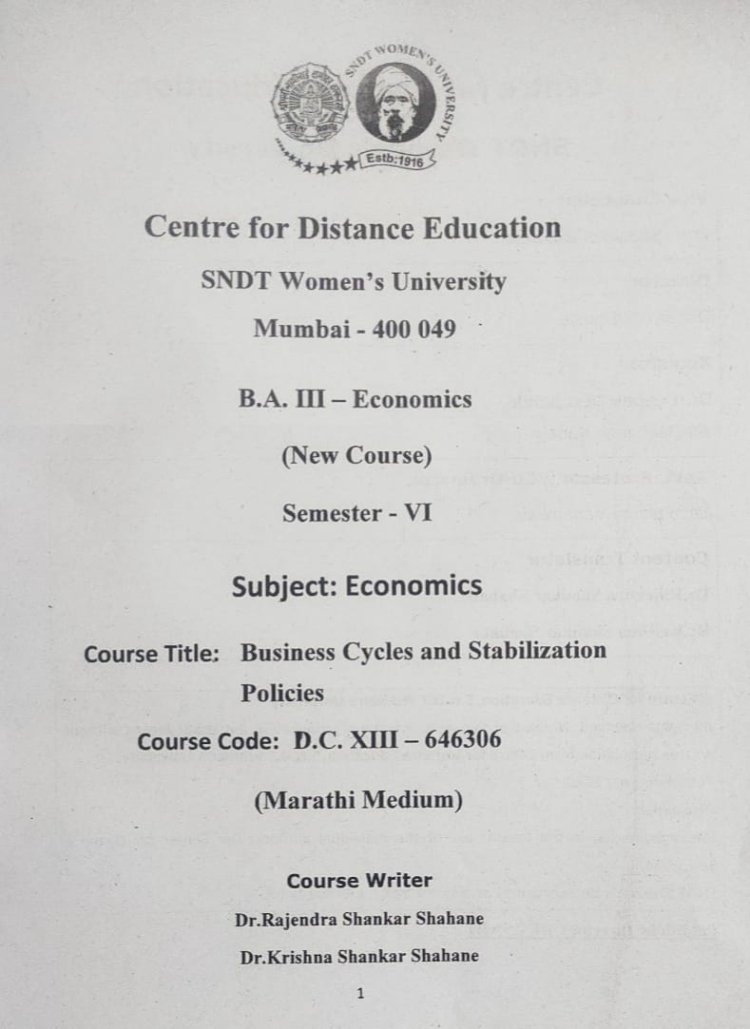 SNDT WOMEN'S UNIVERSITY
Estb:1916
Centre for Distance Education
SNDT Women's University
Mumbai - 400 049
B.A. III – Economics
(New Course)
Semester - VI
Subject: Economics
Course Title: Business Cycles and Stabilization
Policies
Course Code: D.C. XIII – 646306
(Marathi Medium)
Course Writer
Dr.Rajendra Shankar Shahane
Dr.Krishna Shankar Shahane
1